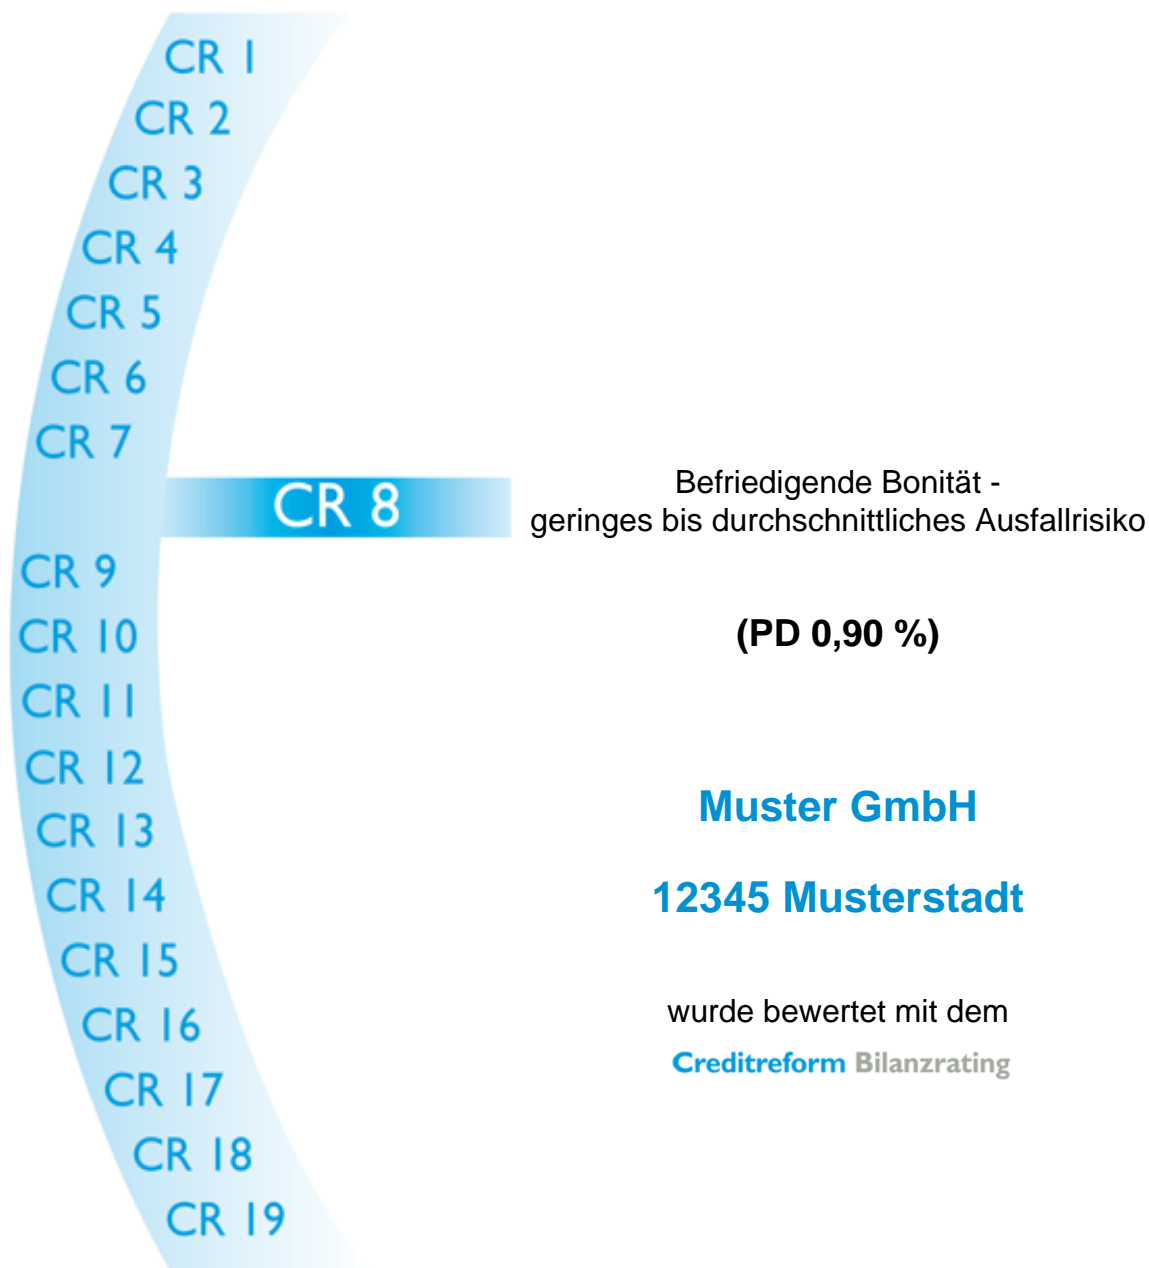 CR 1
CR 2
CR 3
CR 4
CR 5
CR 6
CR 7
CR 8
Befriedigende Bonität -
geringes bis durchschnittliches Ausfallrisiko
CR 9
CR 10
(PD 0,90 %)
CR 11
CR 12
Muster GmbH
CR 13
CR 14
12345 Musterstadt
CR 15
CR 16
wurde bewertet mit dem
Creditreform Bilanzrating
CR 17
CR 18
CR 19